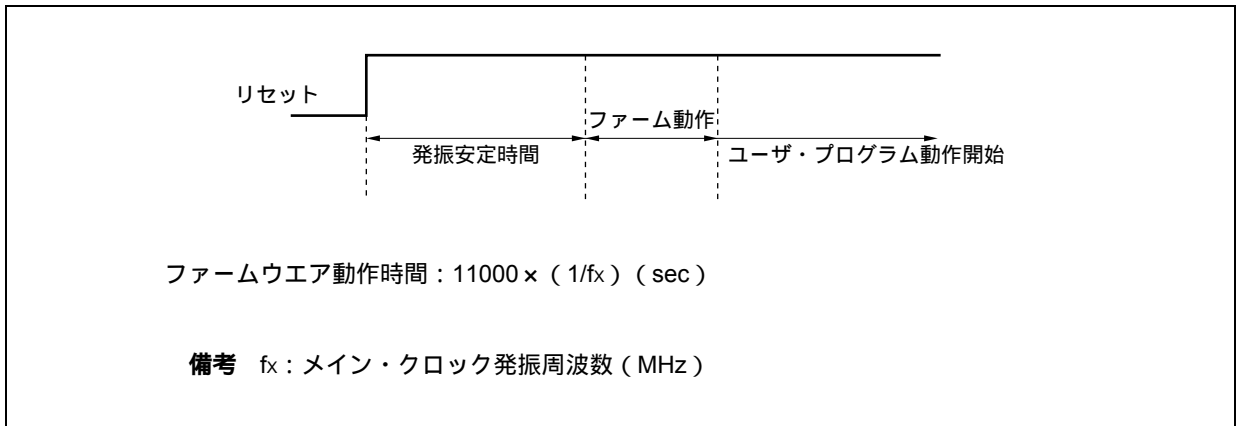 リセット
ファーム動作
発振安定時間
ユーザ・プログラム動作開始
ファームウエア動作時間：11000×（1/fx）（sec）
備考　fx：メイン・クロック発振周波数（MHz）